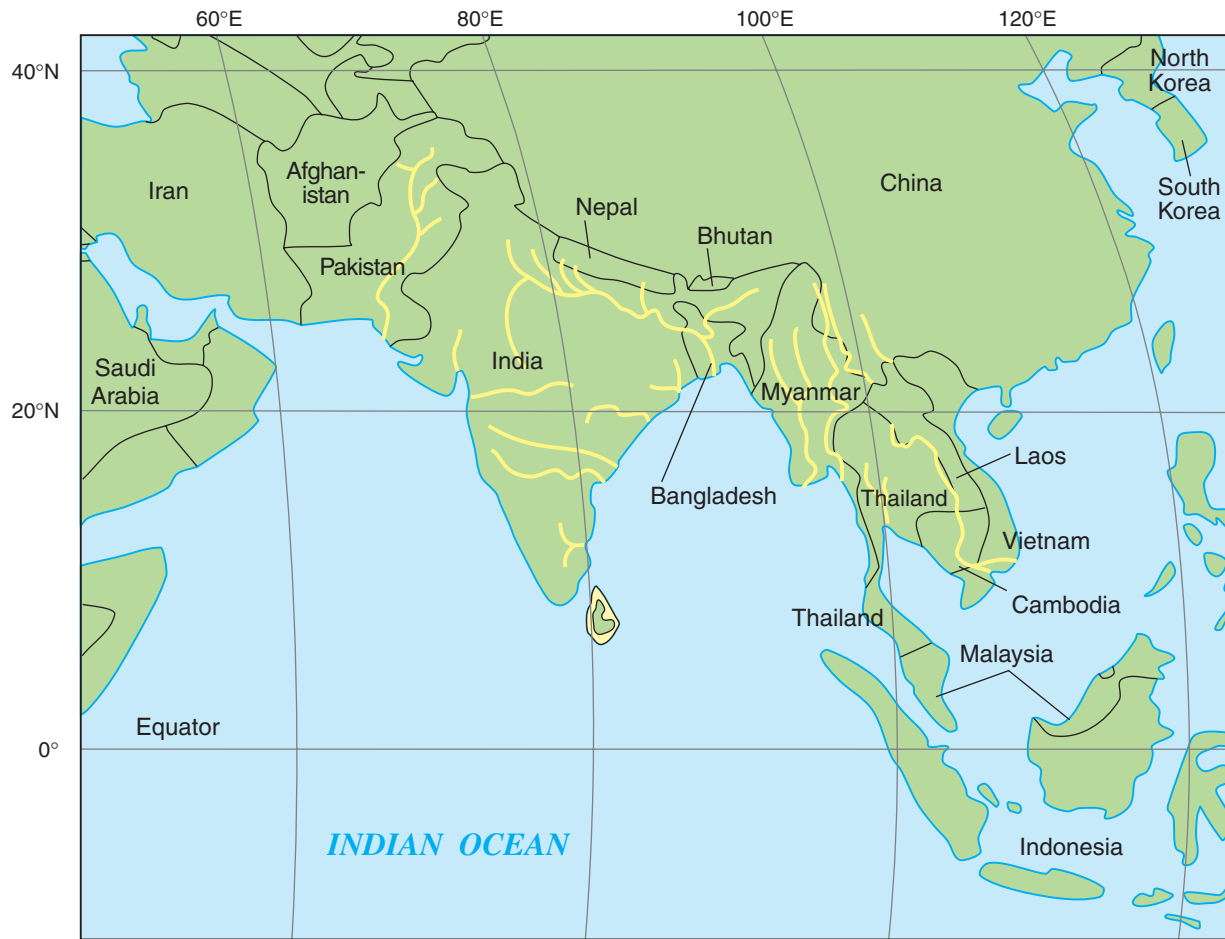 60°E
80°E
100°E
120°E
40°N
North
Korea
Afghan-
istan
Iran
China
South
Korea
Nepal
Bhutan
Pakistan
India
Saudi
Arabia
Myanmar
20°N
Laos
Bangladesh
Thailand
Vietnam
Cambodia
Thailand
Malaysia
Equator
0°
INDIAN OCEAN
Indonesia